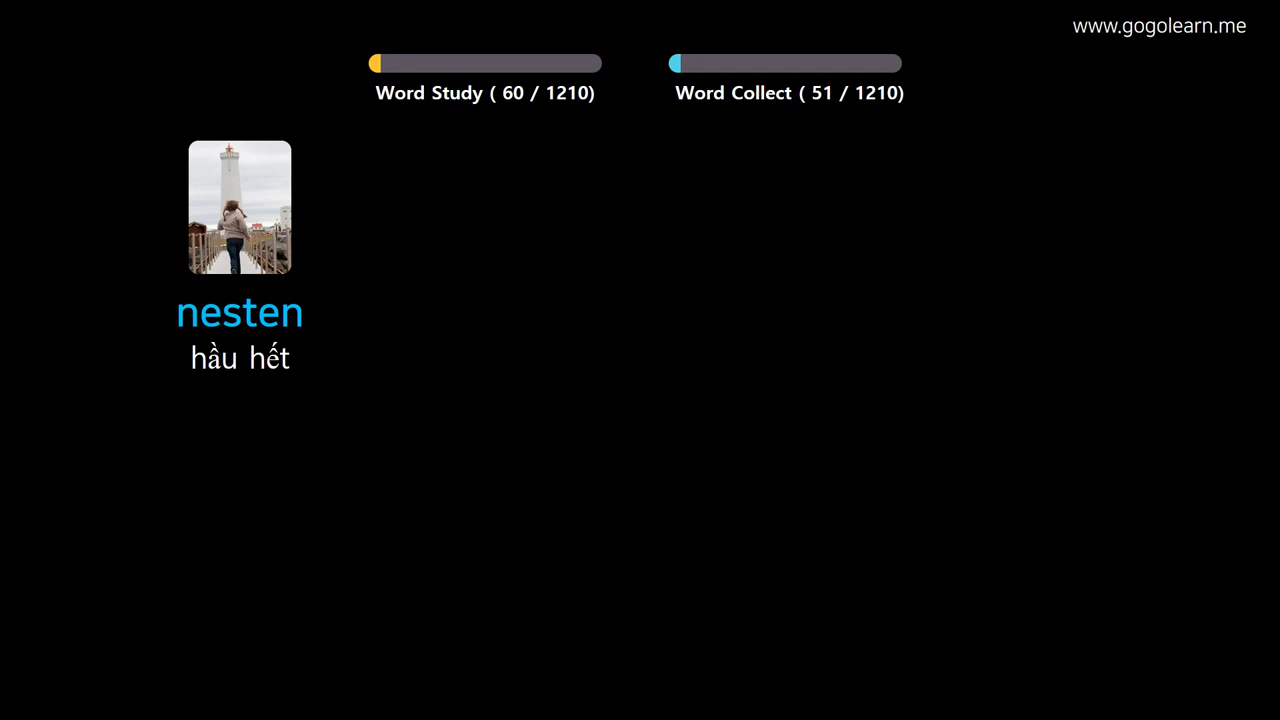 www.gogolearn.me
Word Study ( 60 / 1210)
Word Collect ( 51 / 1210)
nesten
hầu hết